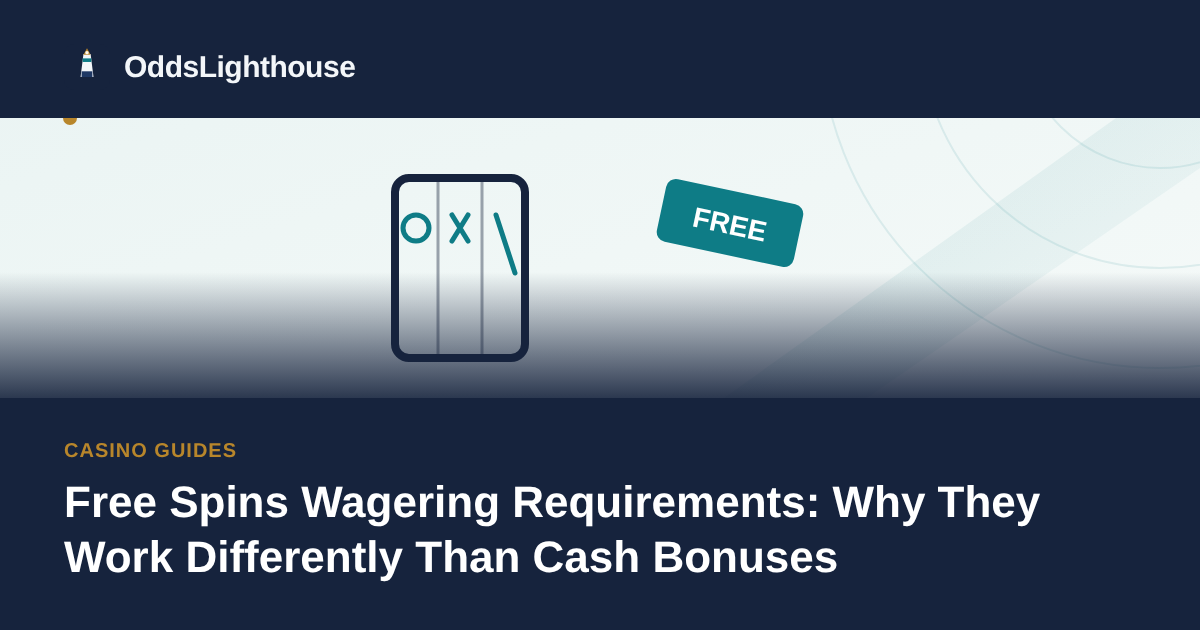 OddsLighthouse
FREE
CASINO GUIDES
Free Spins Wagering Requirements: Why They
Work Differently Than Cash Bonuses